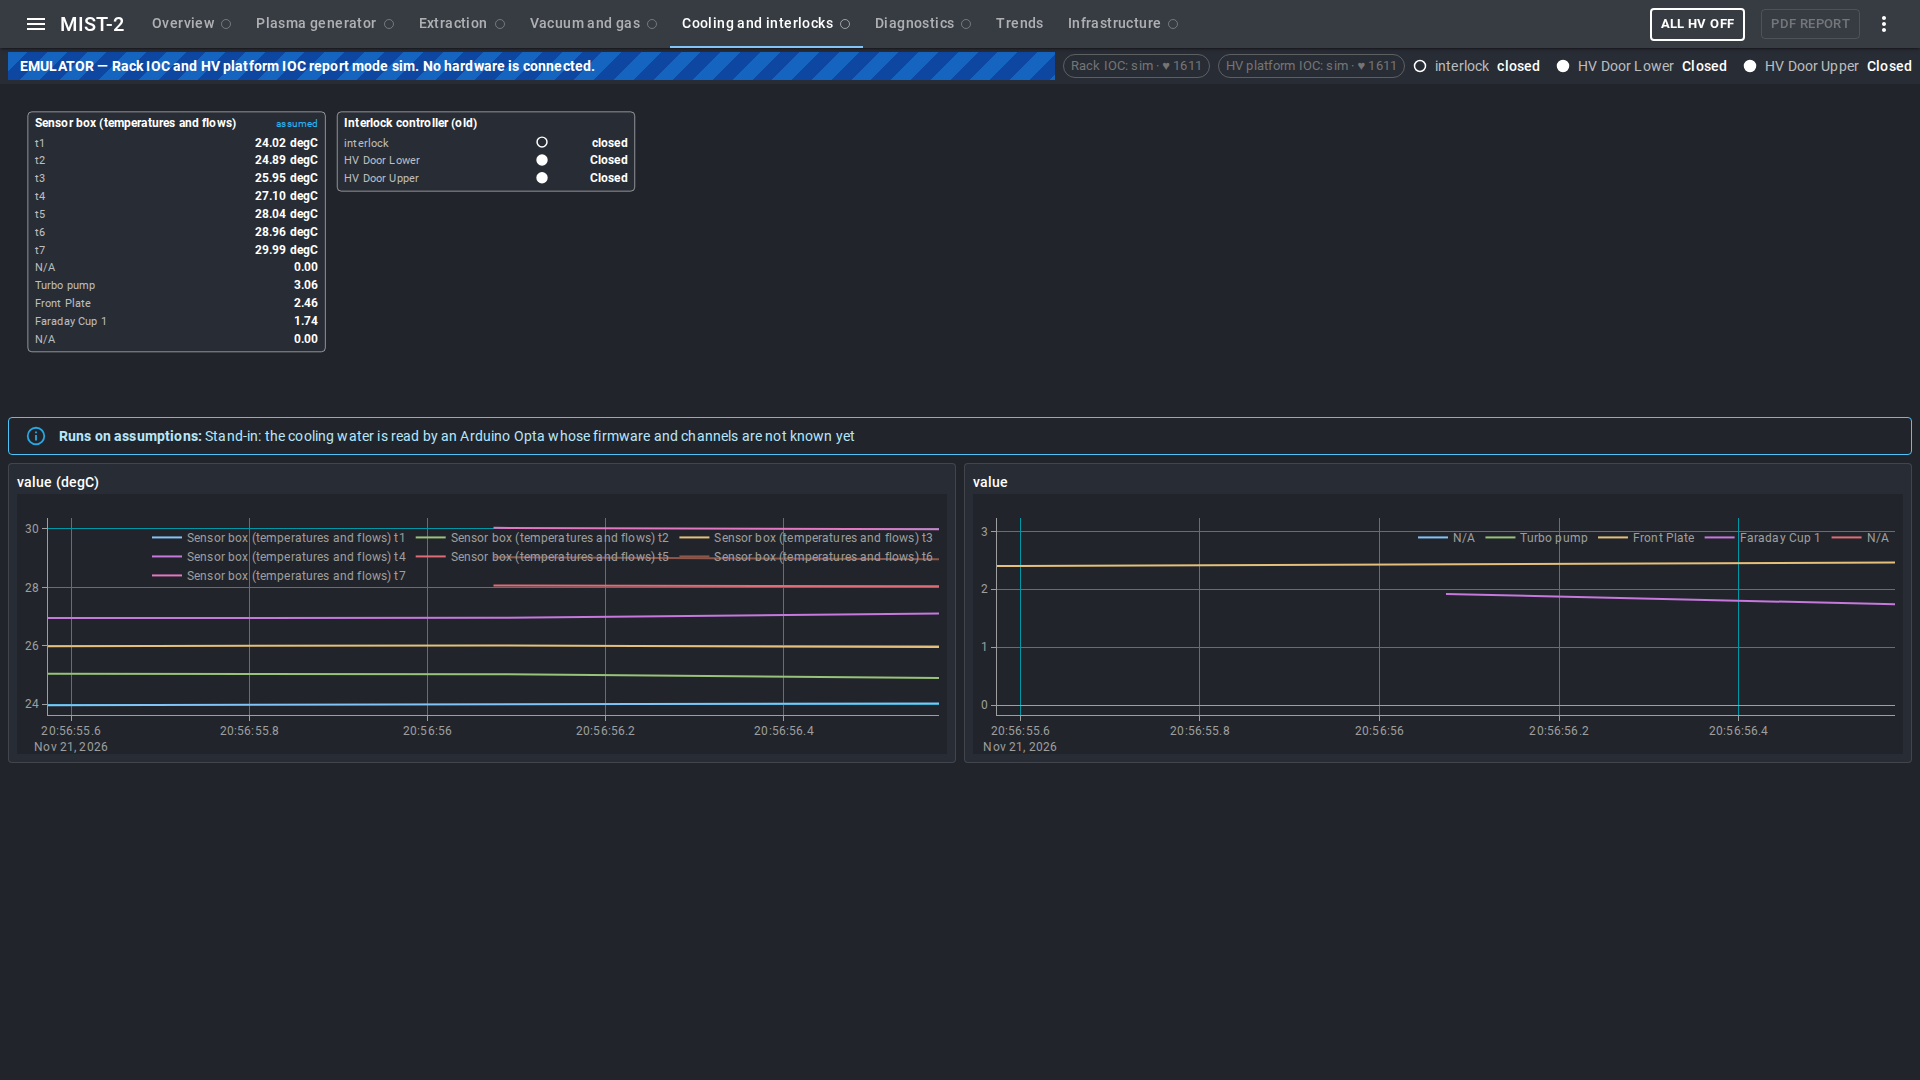 MIST-2
Overview
Plasma generator
Extraction
Vacuum and gas
Cooling and interlocks
Diagnostics
Trends
Infrastructure
ALL HV OFF
PDF REPORT
EMULATOR — Rack IOC and HV platform IOC report mode sim. No hardware is connected.
Rack IOC: sim · ♥ 1611
HV platform IOC: sim · ♥ 1611
interlock closed
HV Door Lower Closed
HV Door Upper Closed
Sensor box (temperatures and flows) assumed
t1 24.02 degC
t2 24.89 degC
t3 25.95 degC
t4 27.10 degC
t5 28.04 degC
t6 28.96 degC
t7 29.99 degC
N/A 0.00
Turbo pump 3.06
Front Plate 2.46
Faraday Cup 1 1.74
N/A 0.00
Interlock controller (old)
interlock closed
HV Door Lower Closed
HV Door Upper Closed
Runs on assumptions: Stand-in: the cooling water is read by an Arduino Opta whose firmware and channels are not known yet
value (degC)
30
28
26
24
Sensor box (temperatures and flows) t1
Sensor box (temperatures and flows) t2
Sensor box (temperatures and flows) t3
Sensor box (temperatures and flows) t4
Sensor box (temperatures and flows) t5
Sensor box (temperatures and flows) t6
Sensor box (temperatures and flows) t7
20:56:55.6
20:56:55.8
20:56:56
20:56:56.2
20:56:56.4
Nov 21, 2026
value
3
2
1
0
N/A
Turbo pump
Front Plate
Faraday Cup 1
N/A
20:56:55.6
20:56:55.8
20:56:56
20:56:56.2
20:56:56.4
Nov 21, 2026